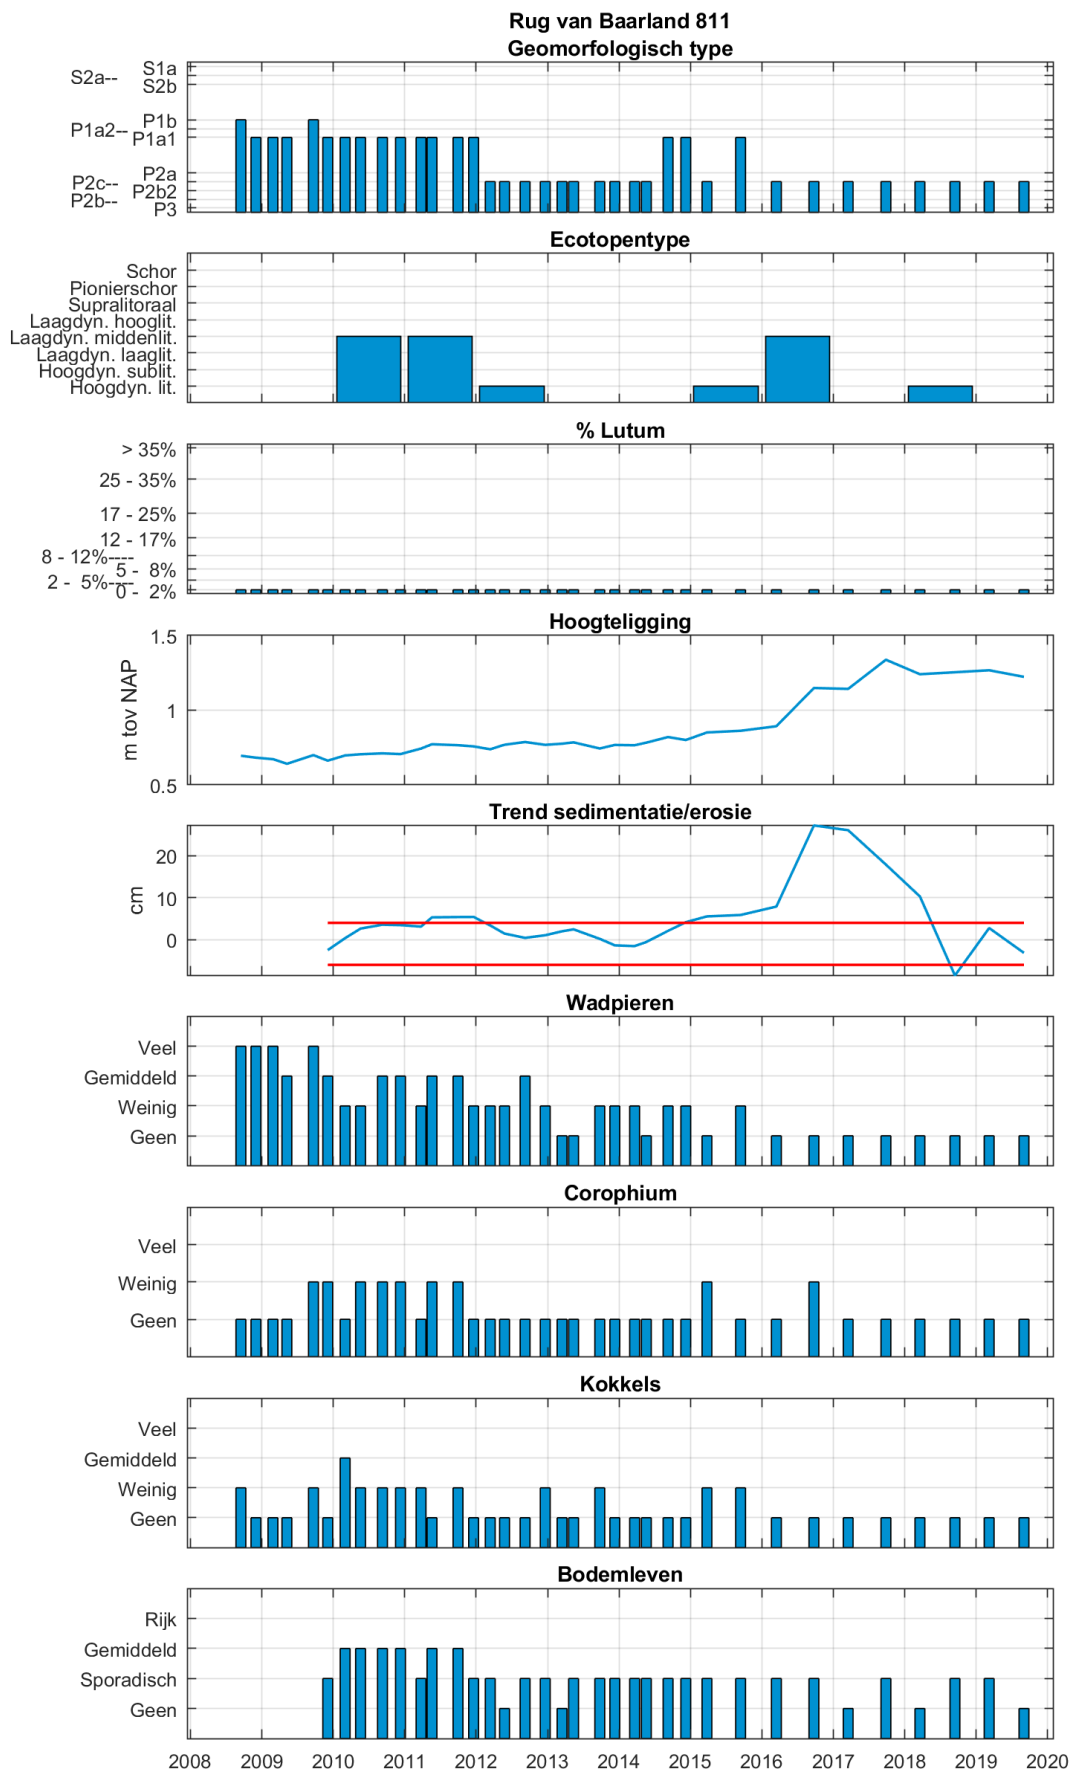 Rug van Baarland 811
Geomorfologisch type
S1a
S2a--
S2b
P1b
P1a2--
P1a1
P2a
P2c--
P2b2
P2b--
P3
Ecotopentype
Schor
Pionierschor
Supralitoraal
Laagdyn. hooglit.
Laagdyn. middenlit.
Laagdyn. laaglit.
Hoogdyn. sublit.
Hoogdyn. lit.
% Lutum
> 35%
25 - 35%
17 - 25%
12 - 17%
8 - 12%----
5 - 8%
2 - 5%----
0 - 2%
Hoogteligging
1.5
1
0.5
m tov NAP
Trend sedimentatie/erosie
20
10
0
cm
Wadpieren
Veel
Gemiddeld
Weinig
Geen
Corophium
Veel
Weinig
Geen
Kokkels
Veel
Gemiddeld
Weinig
Geen
Bodemleven
Rijk
Gemiddeld
Sporadisch
Geen
2008 2009 2010 2011 2012 2013 2014 2015 2016 2017 2018 2019 2020